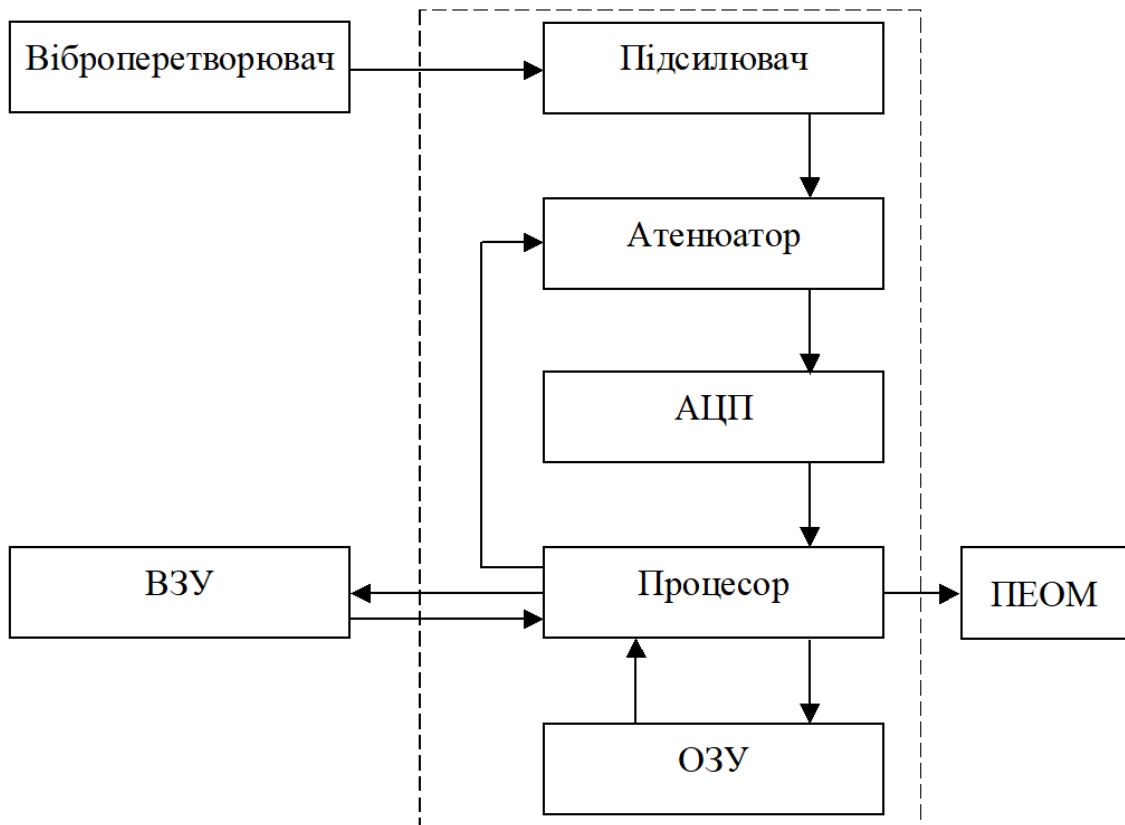 Віброперетворювач
Підсилювач
Атенюатор
АЦП
ВЗУ
Процесор
ПЕОМ
ОЗУ